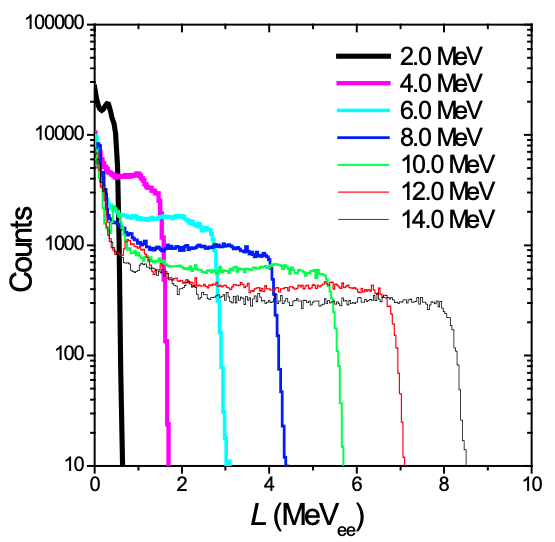 100000
10000
1000
100
10
Counts
2.0 MeV
4.0 MeV
6.0 MeV
8.0 MeV
10.0 MeV
12.0 MeV
14.0 MeV
0 2 4 6 8 10
L (MeVee)